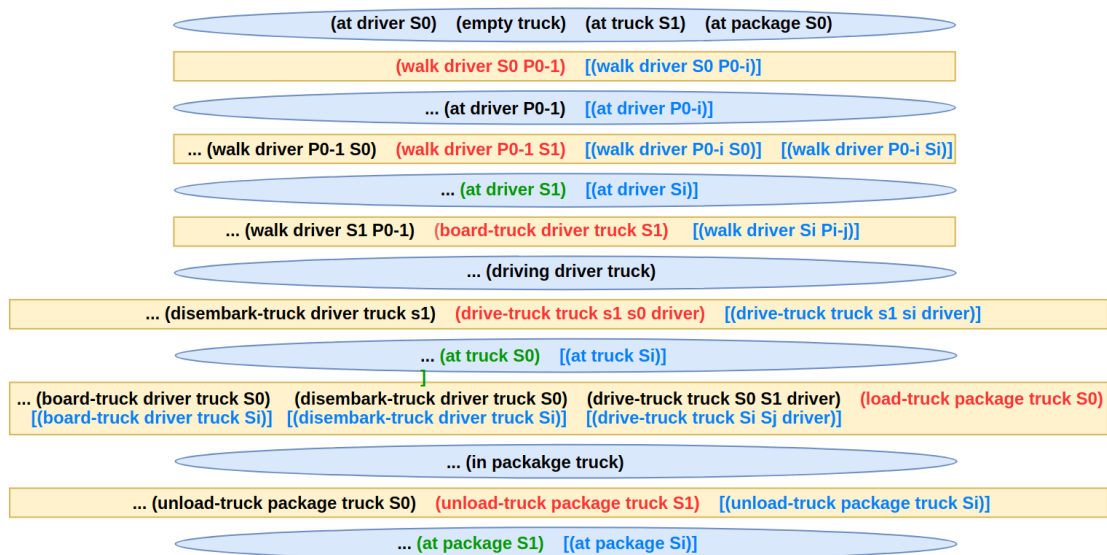 (at driver S0) (empty truck) (at truck S1) (at package S0)
(walk driver S0 P0-1) [(walk driver S0 P0-i)]
... (at driver P0-1) [(at driver P0-i)]
... (walk driver P0-1 S0) (walk driver P0-1 S1) [(walk driver P0-i S0)] [(walk driver P0-i Si)]
... (at driver S1) [(at driver Si)]
... (walk driver S1 P0-1) (board-truck driver truck S1) [(walk driver Si Pi-j)]
... (driving driver truck)
... (disembark-truck driver truck s1) (drive-truck truck s1 s0 driver) [(drive-truck truck s1 si driver)]
... (at truck S0) [(at truck Si)]
]
... (board-truck driver truck S0) (disembark-truck driver truck S0) (drive-truck truck S0 S1 driver) (load-truck package truck S0)
[(board-truck driver truck Si)] [(disembark-truck driver truck Si)] [(drive-truck truck Si Sj driver)]
... (in packakge truck)
... (unload-truck package truck S0) (unload-truck package truck S1) [(unload-truck package truck Si)]
... (at package S1) [(at package Si)]